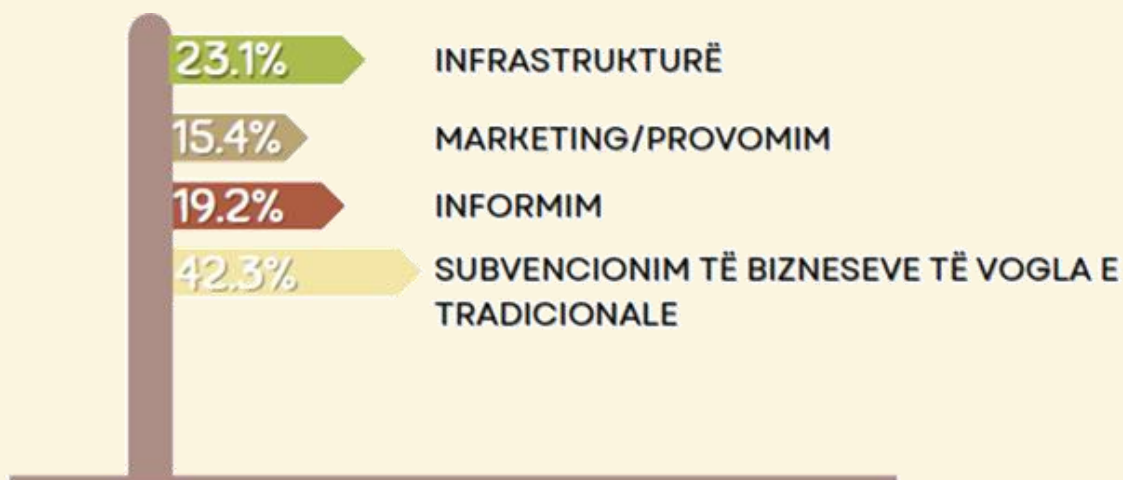 23.1% INFRASTRUKTURË
15.4% MARKETING/PROVOMIM
19.2% INFORMIM
42.3% SUBVENCIONIM TË BIZNESEVE TË VOGLA E
TRADICIONALE